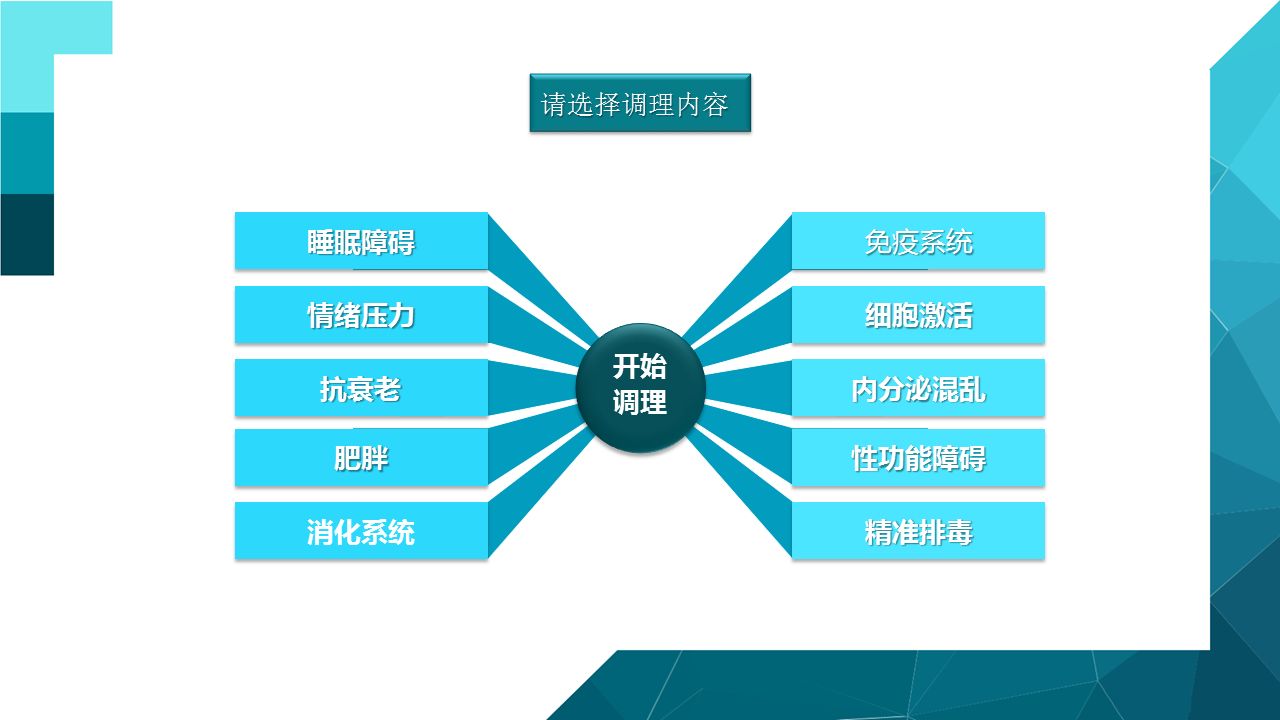 请选择调理内容
睡眠障碍
情绪压力
抗衰老
肥胖
消化系统
开始
调理
免疫系统
细胞激活
内分泌混乱
性功能障碍
精准排毒